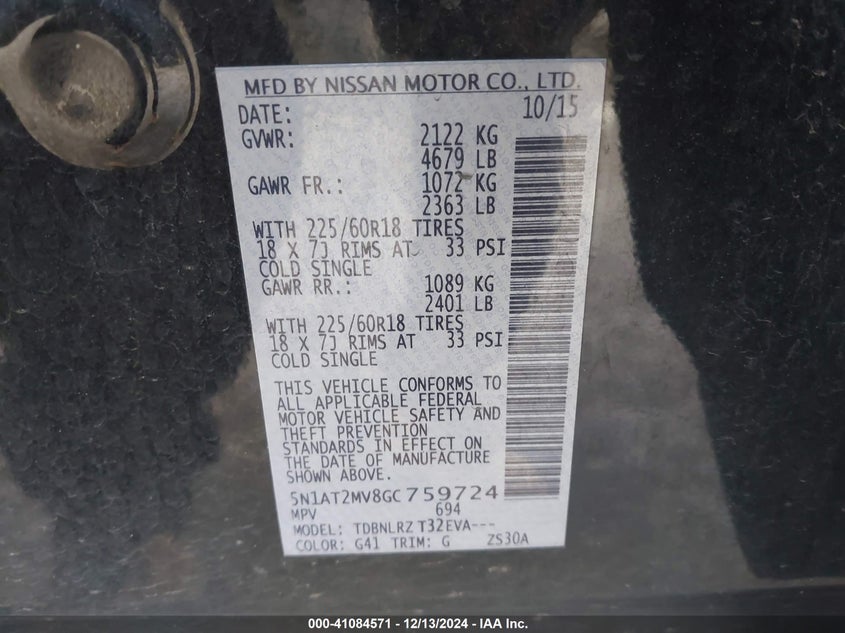 MFD BY NISSAN MOTOR CO., LTD.
DATE: 10/15
GVWR: 2122 KG
4679 LB
GAWR FR.: 1072 KG
2363 LB
WITH 225/60R18 TIRES
18 X 7J RIMS AT 33 PSI
COLD SINGLE
GAWR RR.: 1089 KG
2401 LB
WITH 225/60R18 TIRES
18 X 7J RIMS AT 33 PSI
COLD SINGLE
THIS VEHICLE CONFORMS TO
ALL APPLICABLE FEDERAL
MOTOR VEHICLE SAFETY AND
THEFT PREVENTION
STANDARDS IN EFFECT ON
THE DATE OF MANUFACTURE
SHOWN ABOVE.
5N1AT2MV8GC759724
MPV 694
MODEL: TDBNLRZ T32EVA---
COLOR: G41 TRIM: G ZS30A
000-41084571 - 12/13/2024 - IAA Inc.